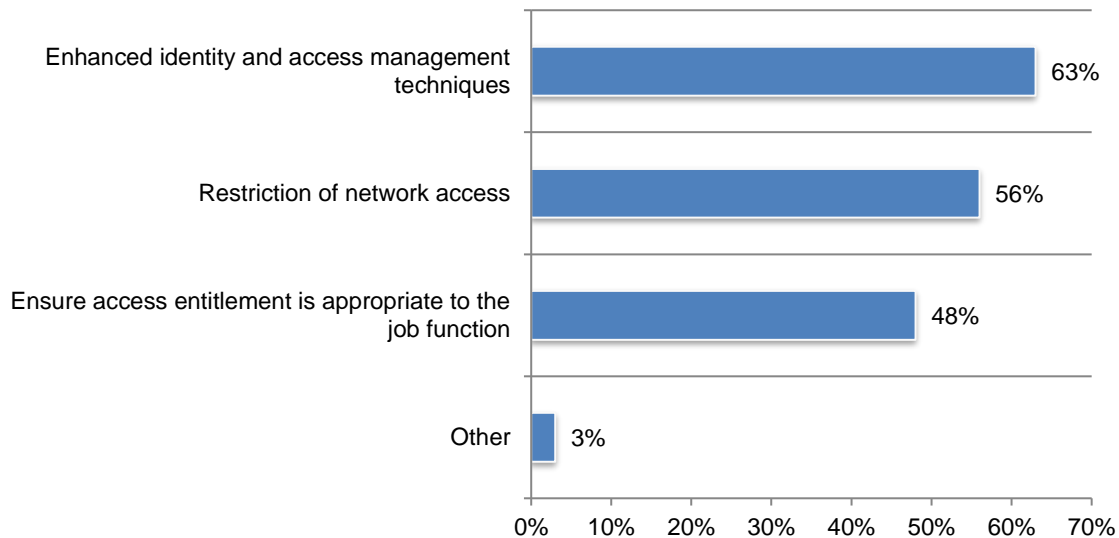 Enhanced identity and access management
techniques
63%
Restriction of network access
56%
Ensure access entitlement is appropriate to the
job function
48%
Other
3%
0% 10% 20% 30% 40% 50% 60% 70%